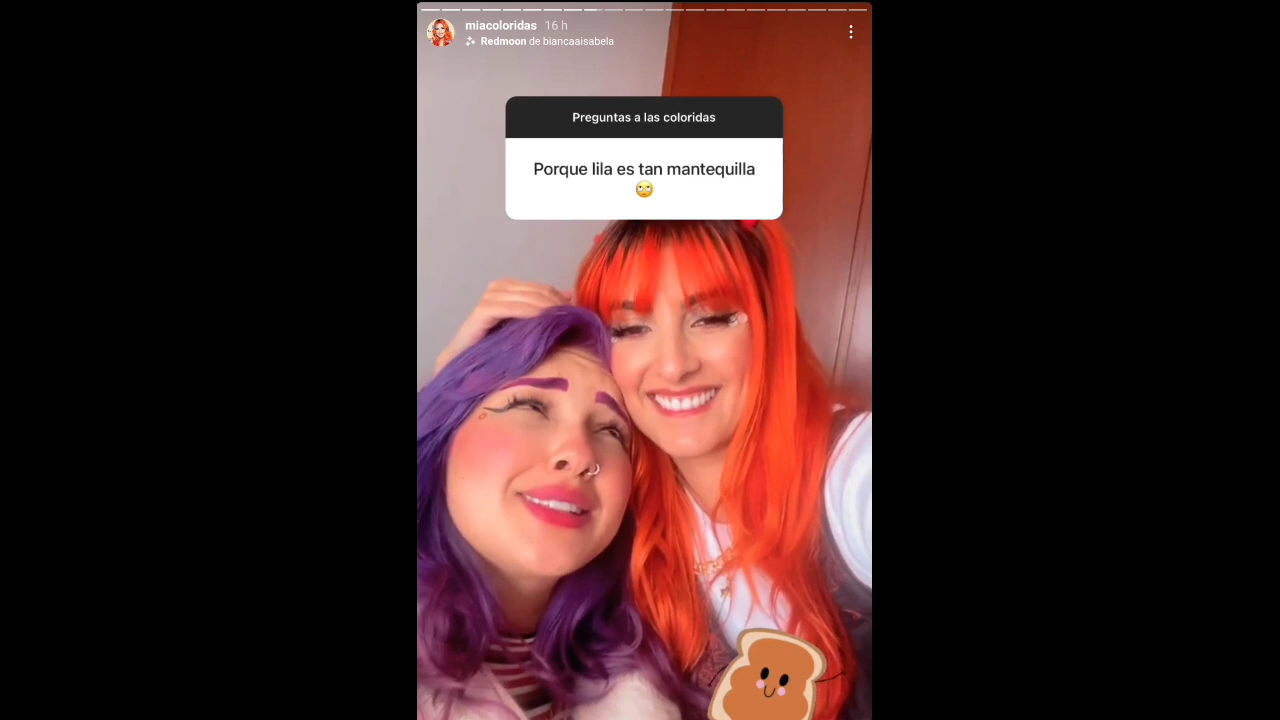 miacoloridas 16 h
Redmoon de biancaaisabela
Preguntas a las coloridas
Porque lila es tan mantequilla
🙄